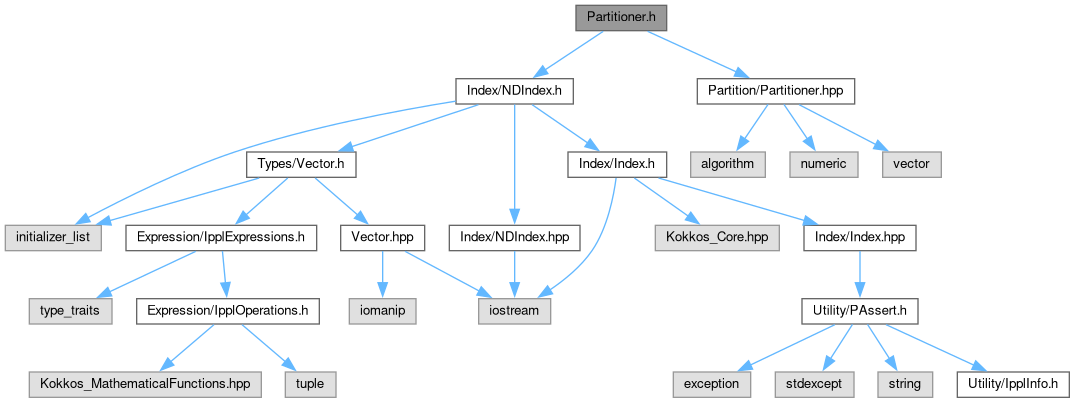 Partitioner.h
Index/NDIndex.h
Partition/Partitioner.hpp
Types/Vector.h
Index/Index.h
algorithm
numeric
vector
initializer_list
Expression/IpplExpressions.h
Vector.hpp
Index/NDIndex.hpp
Kokkos_Core.hpp
Index/Index.hpp
type_traits
Expression/IpplOperations.h
iomanip
iostream
Utility/PAssert.h
Kokkos_MathematicalFunctions.hpp
tuple
exception
stdexcept
string
Utility/IpplInfo.h